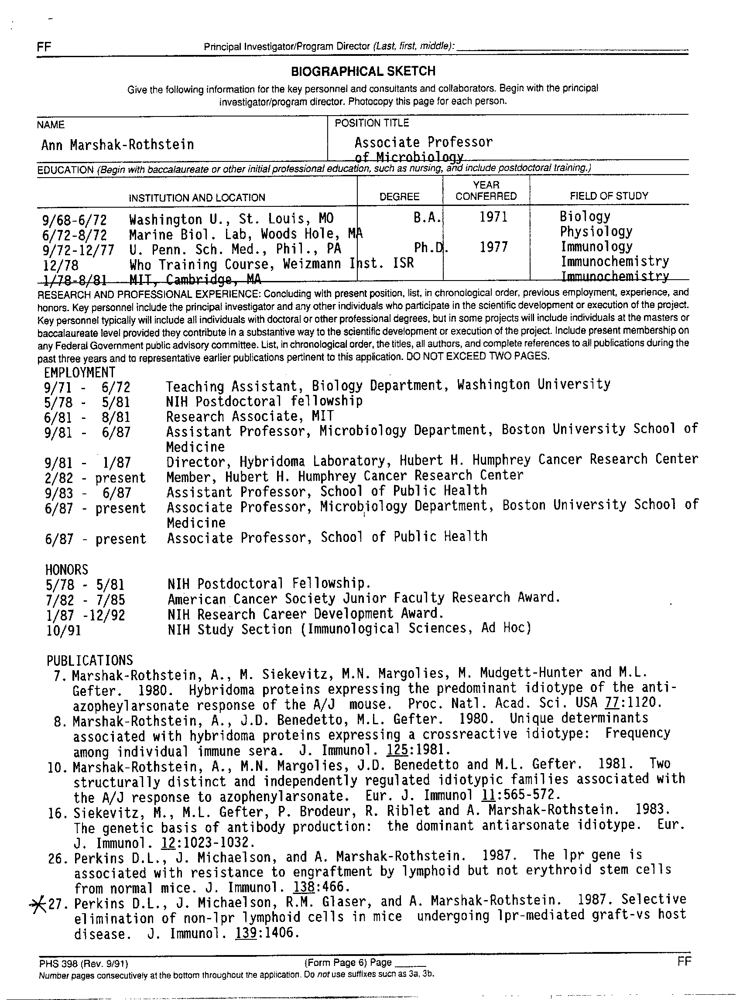 FF
Principal Investigator/Program Director (Last, first, middle):
BIOGRAPHICAL SKETCH
Give the following information for the key personnel and consultants and collaborators. Begin with the principal
investigator/program director. Photocopy this page for each person.
NAME
POSITION TITLE
Ann Marshak-Rothstein
Associate Professor
of Microbiology
EDUCATION (Begin with baccalaureate or other initial professional education, such as nursing, and include postdoctoral training.)
INSTITUTION AND LOCATION DEGREE YEAR CONFERRED FIELD OF STUDY
9/68-6/72 Washington U., St. Louis, MO B.A. 1971 Biology
6/72-8/72 Marine Biol. Lab, Woods Hole, MA Physiology
9/72-12/77 U. Penn. Sch. Med., Phil., PA Ph.D. 1977 Immunology
12/78 Who Training Course, Weizmann Inst. ISR Immunochemistry
1/78-8/81 MIT, Cambridge, MA Immunochemistry
RESEARCH AND PROFESSIONAL EXPERIENCE: Concluding with present position, list, in chronological order, previous employment, experience, and
honors. Key personnel include the principal investigator and any other individuals who participate in the scientific development or execution of the project.
Key personnel typically will include all individuals with doctoral or other professional degrees, but in some projects will include individuals at the masters or
baccalaureate level provided they contribute in a substantive way to the scientific development or execution of the project. Include present membership on
any Federal Government public advisory committee. List, in chronological order, the titles, all authors, and complete references to all publications during the
past three years and to representative earlier publications pertinent to this application. DO NOT EXCEED TWO PAGES.
EMPLOYMENT
9/71 - 6/72 Teaching Assistant, Biology Department, Washington University
5/78 - 5/81 NIH Postdoctoral fellowship
6/81 - 8/81 Research Associate, MIT
9/81 - 6/87 Assistant Professor, Microbiology Department, Boston University School of
Medicine
9/81 - 1/87 Director, Hybridoma Laboratory, Hubert H. Humphrey Cancer Research Center
2/82 - present Member, Hubert H. Humphrey Cancer Research Center
9/83 - 6/87 Assistant Professor, School of Public Health
6/87 - present Associate Professor, Microbiology Department, Boston University School of
Medicine
6/87 - present Associate Professor, School of Public Health
HONORS
5/78 - 5/81 NIH Postdoctoral Fellowship.
7/82 - 7/85 American Cancer Society Junior Faculty Research Award.
1/87 -12/92 NIH Research Career Development Award.
10/91 NIH Study Section (Immunological Sciences, Ad Hoc)
PUBLICATIONS
7. Marshak-Rothstein, A., M. Siekevitz, M.N. Margolies, M. Mudgett-Hunter and M.L.
Gefter. 1980. Hybridoma proteins expressing the predominant idiotype of the anti-
azopheylarsonate response of the A/J mouse. Proc. Natl. Acad. Sci. USA 77:1120.
8. Marshak-Rothstein, A., J.D. Benedetto, M.L. Gefter. 1980. Unique determinants
associated with hybridoma proteins expressing a crossreactive idiotype: Frequency
among individual immune sera. J. Immunol. 125:1981.
10. Marshak-Rothstein, A., M.N. Margolies, J.D. Benedetto and M.L. Gefter. 1981. Two
structurally distinct and independently regulated idiotypic families associated with
the A/J response to azophenylarsonate. Eur. J. Immunol 11:565-572.
16. Siekevitz, M., M.L. Gefter, P. Brodeur, R. Riblet and A. Marshak-Rothstein. 1983.
The genetic basis of antibody production: the dominant antiarsonate idiotype. Eur.
J. Immunol. 12:1023-1032.
26. Perkins D.L., J. Michaelson, and A. Marshak-Rothstein. 1987. The lpr gene is
associated with resistance to engraftment by lymphoid but not erythroid stem cells
from normal mice. J. Immunol. 138:466.
*27. Perkins D.L., J. Michaelson, R.M. Glaser, and A. Marshak-Rothstein. 1987. Selective
elimination of non-lpr lymphoid cells in mice undergoing lpr-mediated graft-vs host
disease. J. Immunol. 139:1406.
PHS 398 (Rev. 9/91) (Form Page 6) Page FF
Number pages consecutively at the bottom throughout the application. Do not use suffixes such as 3a, 3b.